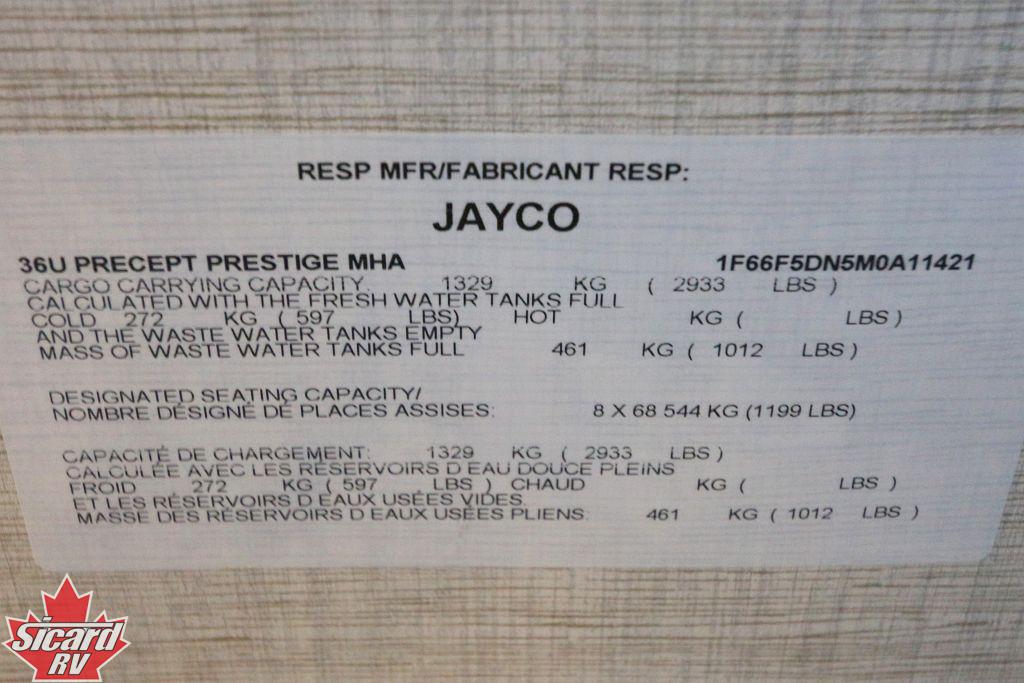 RESP MFR/FABRICANT RESP:
JAYCO
36U PRECEPT PRESTIGE MHA 1F66F5DN5M0A11421
CARGO CARRYING CAPACITY. 1329 KG ( 2933 LBS )
CALCULATED WITH THE FRESH WATER TANKS FULL
COLD 272 KG ( 597 LBS) HOT KG ( LBS )
AND THE WASTE WATER TANKS EMPTY
MASS OF WASTE WATER TANKS FULL 461 KG ( 1012 LBS )
DESIGNATED SEATING CAPACITY/
NOMBRE DÉSIGNÉ DE PLACES ASSISES: 8 X 68 544 KG (1199 LBS)
CAPACITÉ DE CHARGEMENT: 1329 KG ( 2933 LBS )
CALCULÉE AVEC LES RÉSERVOIRS D EAU DOUCE PLEINS
FROID 272 KG ( 597 LBS ) CHAUD KG ( LBS )
ET LES RÉSERVOIRS D EAUX USÉES VIDES.
MASSE DES RÉSERVOIRS D EAUX USÉES PLIENS: 461 KG ( 1012 LBS )
Sicard
RV